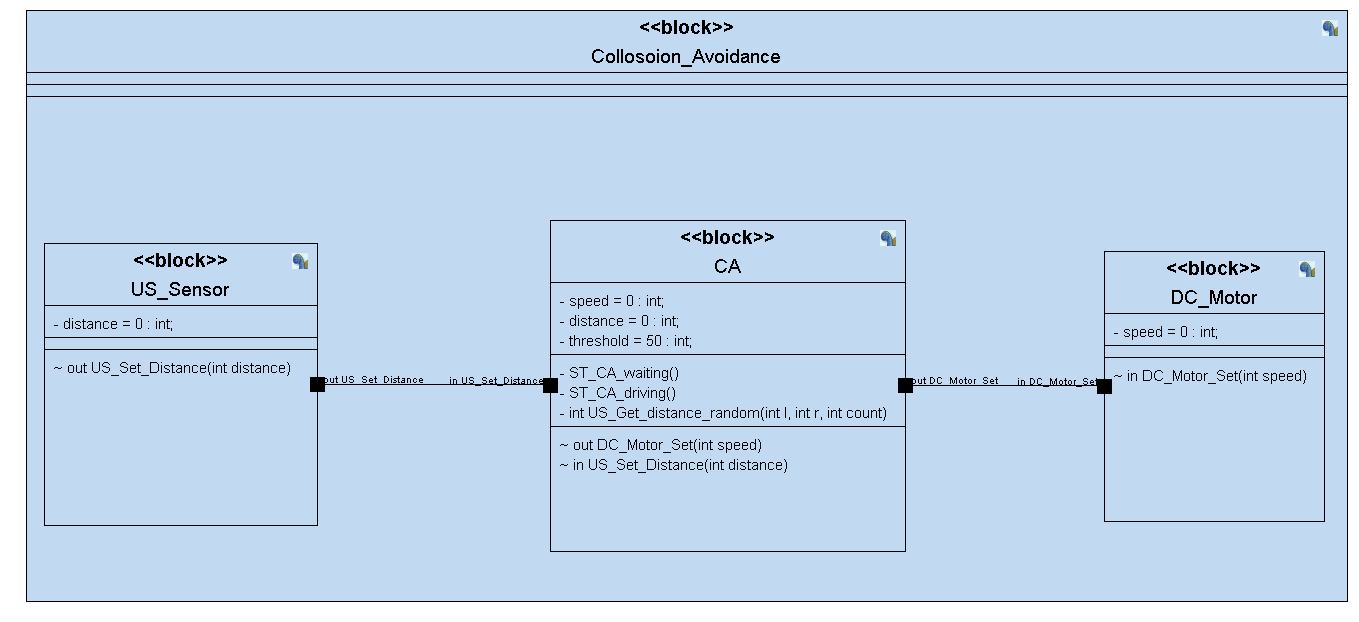 <<block>>
Collosoion_Avoidance
<<block>>
US_Sensor
- distance = 0 : int;
~ out US_Set_Distance(int distance)
out US_Set_Distance
in US_Set_Distance
<<block>>
CA
- speed = 0 : int;
- distance = 0 : int;
- threshold = 50 : int;
- ST_CA_waiting()
- ST_CA_driving()
- int US_Get_distance_random(int l, int r, int count)
~ out DC_Motor_Set(int speed)
~ in US_Set_Distance(int distance)
out DC_Motor_Set
in DC_Motor_Set
<<block>>
DC_Motor
- speed = 0 : int;
~ in DC_Motor_Set(int speed)